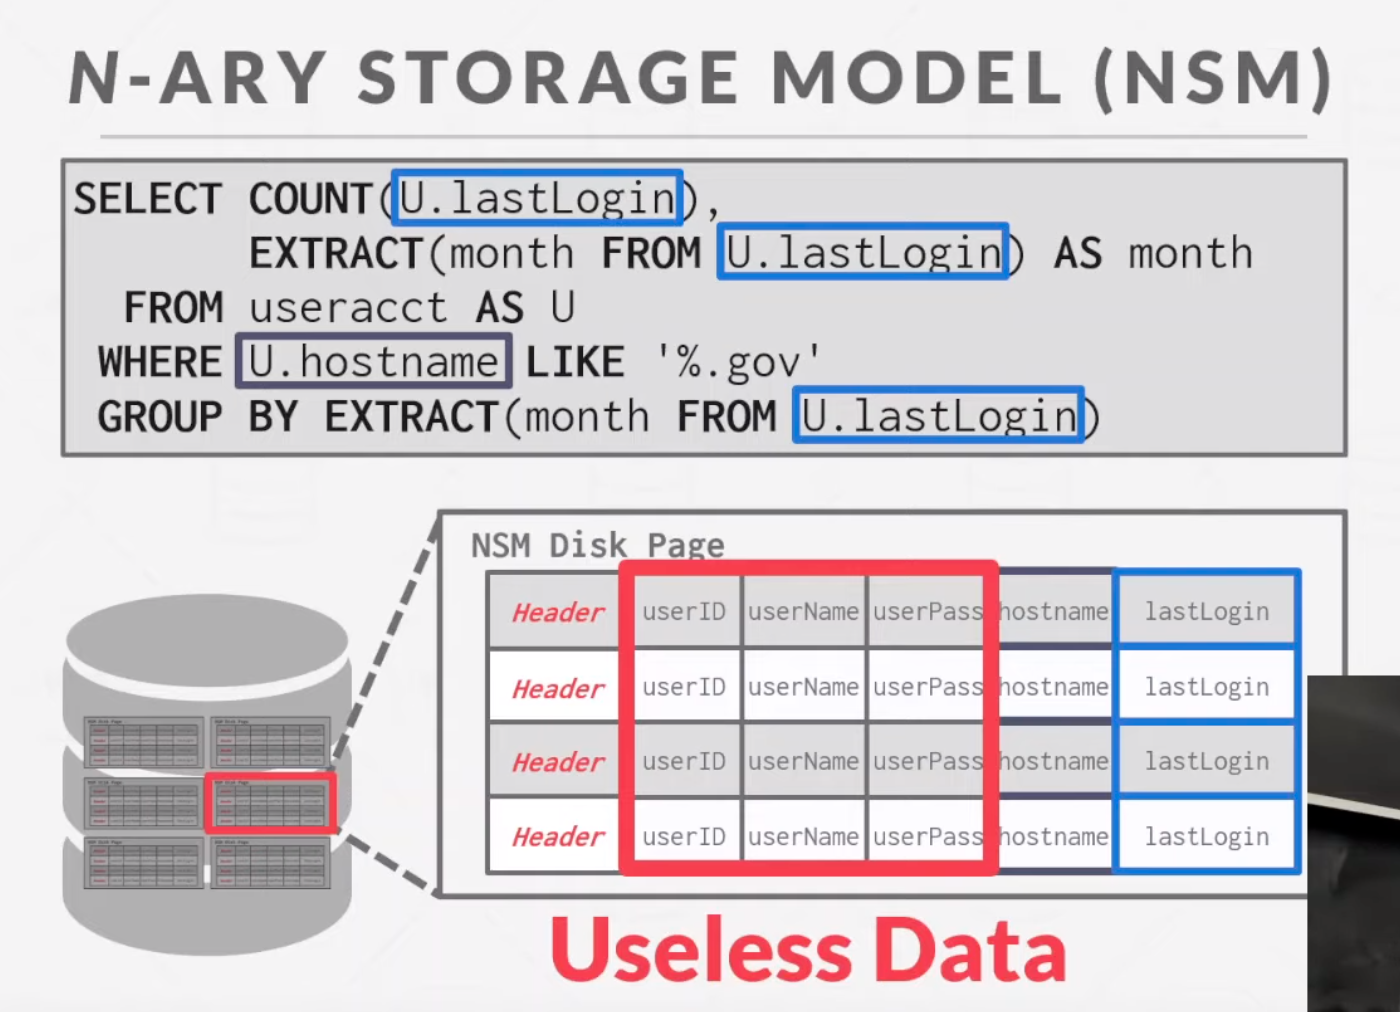 N-ARY STORAGE MODEL (NSM)
SELECT COUNT(U.lastLogin),
EXTRACT(month FROM U.lastLogin) AS month
FROM useracct AS U
WHERE U.hostname LIKE '%.gov'
GROUP BY EXTRACT(month FROM U.lastLogin)
NSM Disk Page
Header userID userName userPass hostname lastLogin
Header userID userName userPass hostname lastLogin
Header userID userName userPass hostname lastLogin
Header userID userName userPass hostname lastLogin
Useless Data